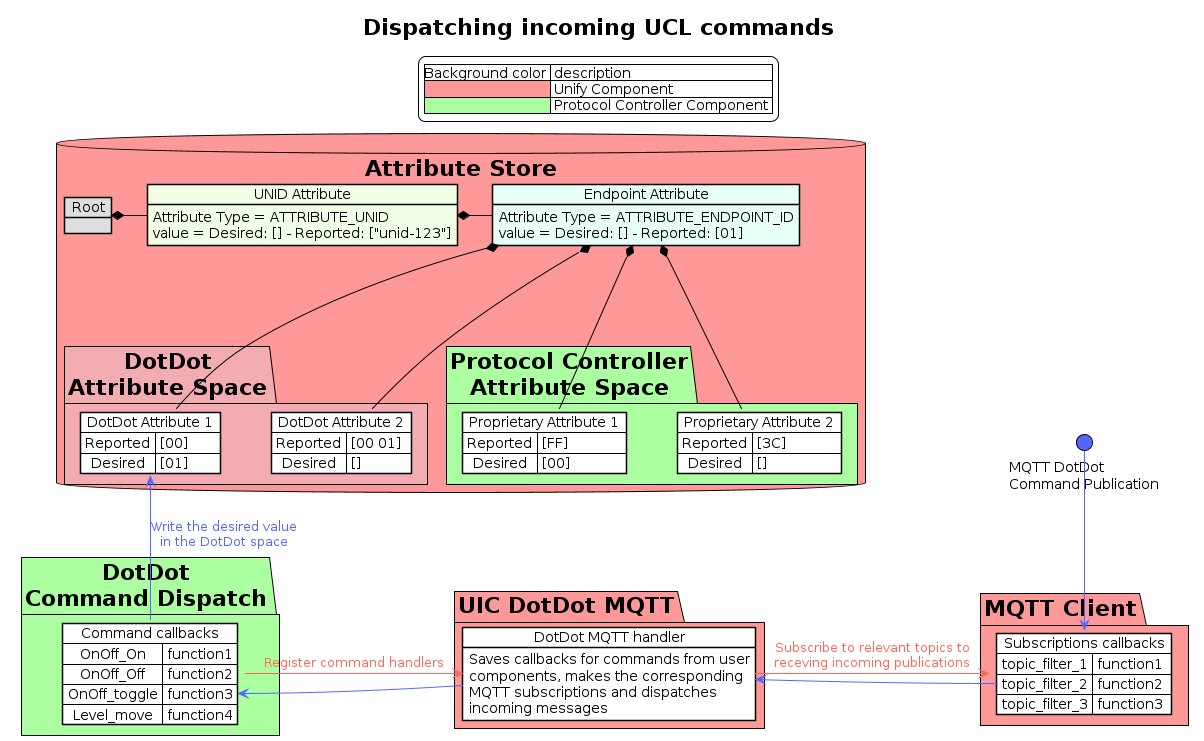 Dispatching incoming UCL commands
Background color description
Unify Component
Protocol Controller Component
Attribute Store
Root
UNID Attribute
Attribute Type = ATTRIBUTE_UNID
value = Desired: [] - Reported: ["unid-123"]
Endpoint Attribute
Attribute Type = ATTRIBUTE_ENDPOINT_ID
value = Desired: [] - Reported: [01]
DotDot
Attribute Space
DotDot Attribute 1
Reported [00]
Desired [01]
DotDot Attribute 2
Reported [00 01]
Desired []
Protocol Controller
Attribute Space
Proprietary Attribute 1
Reported [FF]
Desired [00]
Proprietary Attribute 2
Reported [3C]
Desired []
MQTT DotDot
Command Publication
Write the desired value
in the DotDot space
DotDot
Command Dispatch
Command callbacks
OnOff_On function1
OnOff_Off function2
OnOff_toggle function3
Level_move function4
Register command handlers
UIC DotDot MQTT
DotDot MQTT handler
Saves callbacks for commands from user
components, makes the corresponding
MQTT subscriptions and dispatches
incoming messages
Subscribe to relevant topics to
receving incoming publications
MQTT Client
Subscriptions callbacks
topic_filter_1 function1
topic_filter_2 function2
topic_filter_3 function3